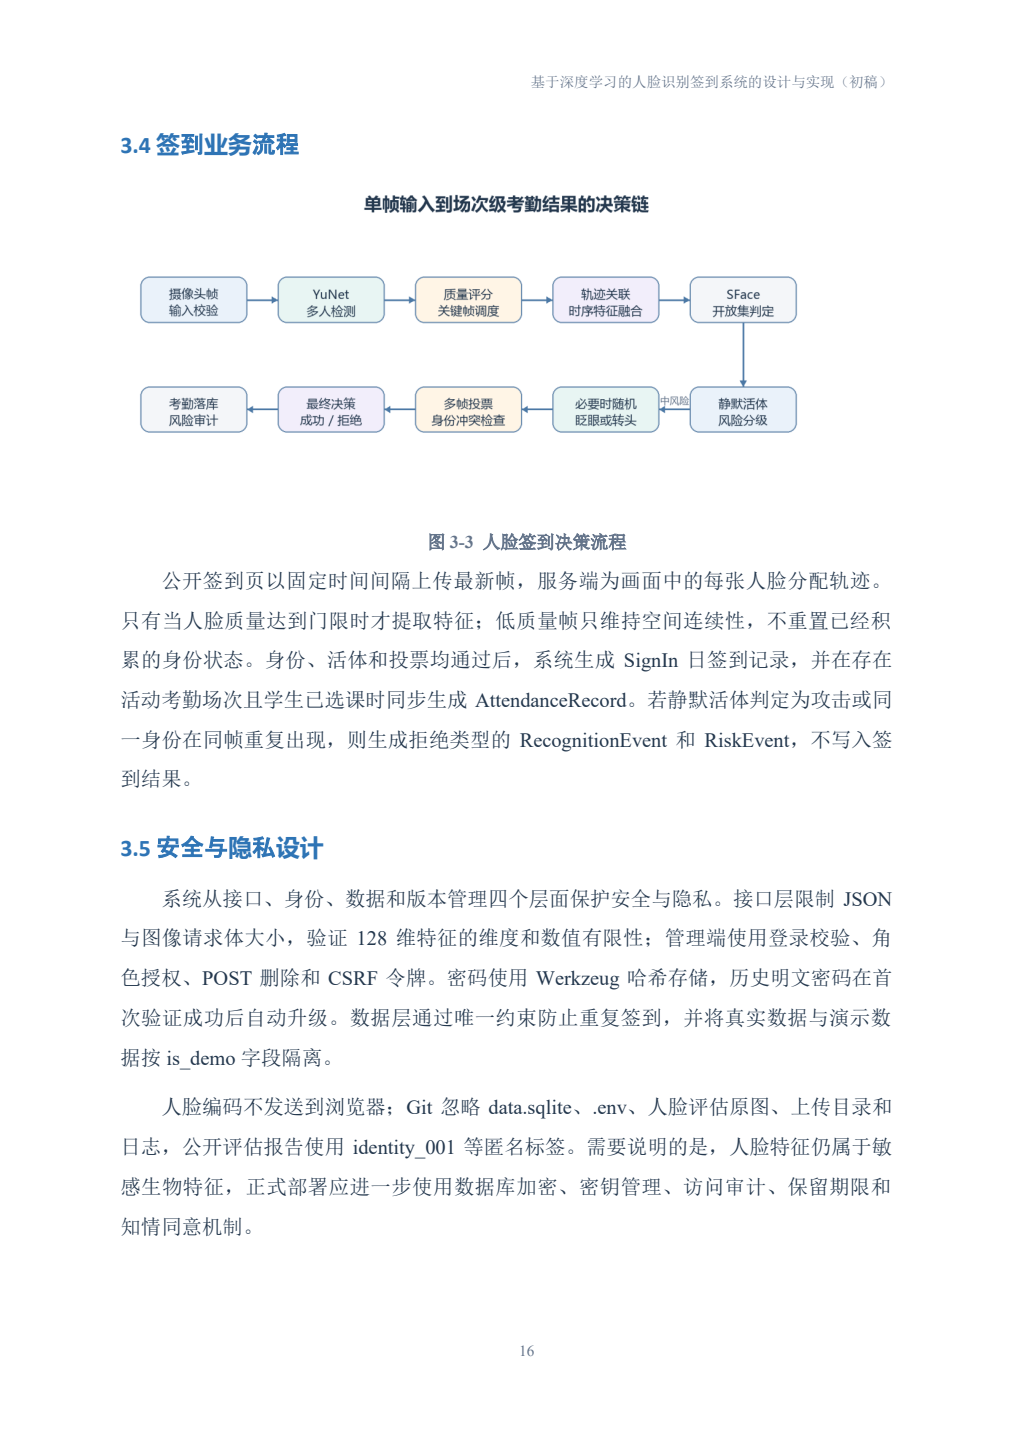 基于深度学习的人脸识别签到系统的设计与实现（初稿）
3.4 签到业务流程
单帧输入到场次级考勤结果的决策链
摄像头帧
输入校验
YuNet
多人检测
质量评分
关键帧调度
轨迹关联
时序特征融合
SFace
开放集判定
考勤落库
风险审计
最终决策
成功 / 拒绝
多帧投票
身份冲突检查
必要时随机
眨眼或转头
中风险
静默活体
风险分级
图 3-3 人脸签到决策流程
公开签到页以固定时间间隔上传最新帧，服务端为画面中的每张人脸分配轨迹。
只有当人脸质量达到门限时才提取特征；低质量帧只维持空间连续性，不重置已经积
累的身份状态。身份、活体和投票均通过后，系统生成 SignIn 日签到记录，并在存在
活动考勤场次且学生已选课时同步生成 AttendanceRecord。若静默活体判定为攻击或同
一身份在同帧重复出现，则生成拒绝类型的 RecognitionEvent 和 RiskEvent，不写入签
到结果。
3.5 安全与隐私设计
系统从接口、身份、数据和版本管理四个层面保护安全与隐私。接口层限制 JSON
与图像请求体大小，验证 128 维特征的维度和数值有限性；管理端使用登录校验、角
色授权、POST 删除和 CSRF 令牌。密码使用 Werkzeug 哈希存储，历史明文密码在首
次验证成功后自动升级。数据层通过唯一约束防止重复签到，并将真实数据与演示数
据按 is_demo 字段隔离。
人脸编码不发送到浏览器；Git 忽略 data.sqlite、.env、人脸评估原图、上传目录和
日志，公开评估报告使用 identity_001 等匿名标签。需要说明的是，人脸特征仍属于敏
感生物特征，正式部署应进一步使用数据库加密、密钥管理、访问审计、保留期限和
知情同意机制。
16